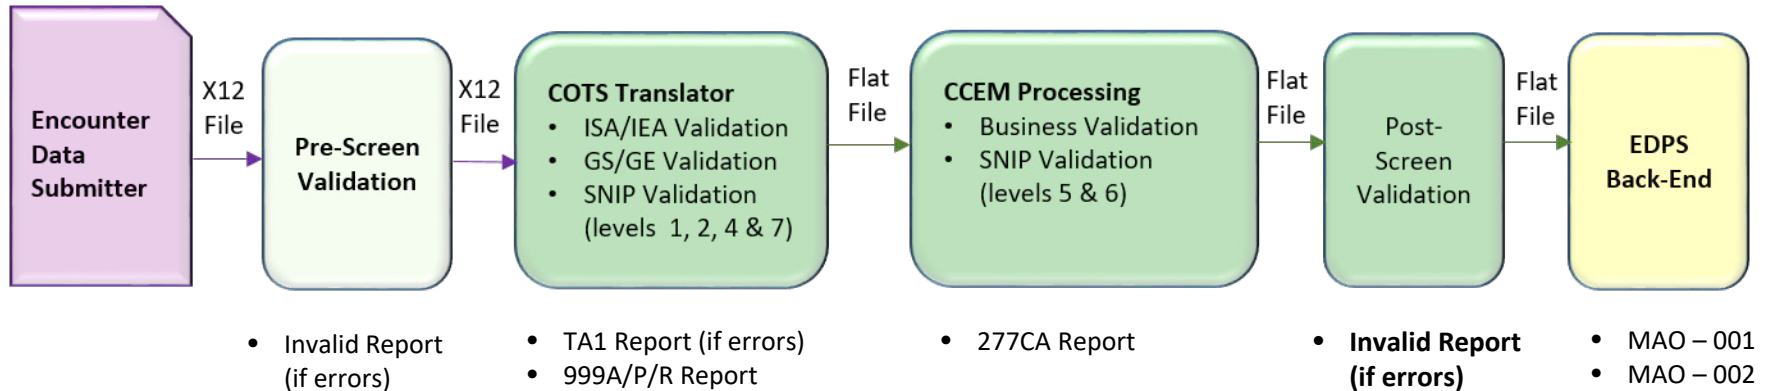 Encounter
Data
Submitter
X12
File
Pre-Screen
Validation
X12
File
COTS Translator
• ISA/IEA Validation
• GS/GE Validation
• SNIP Validation
(levels 1, 2, 4 & 7)
Flat
File
CCEM Processing
• Business Validation
• SNIP Validation
(levels 5 & 6)
Flat
File
Post-
Screen
Validation
Flat
File
EDPS
Back-End
• Invalid Report
(if errors)
• TA1 Report (if errors)
• 999A/P/R Report
• 277CA Report
• Invalid Report
(if errors)
• MAO – 001
• MAO – 002